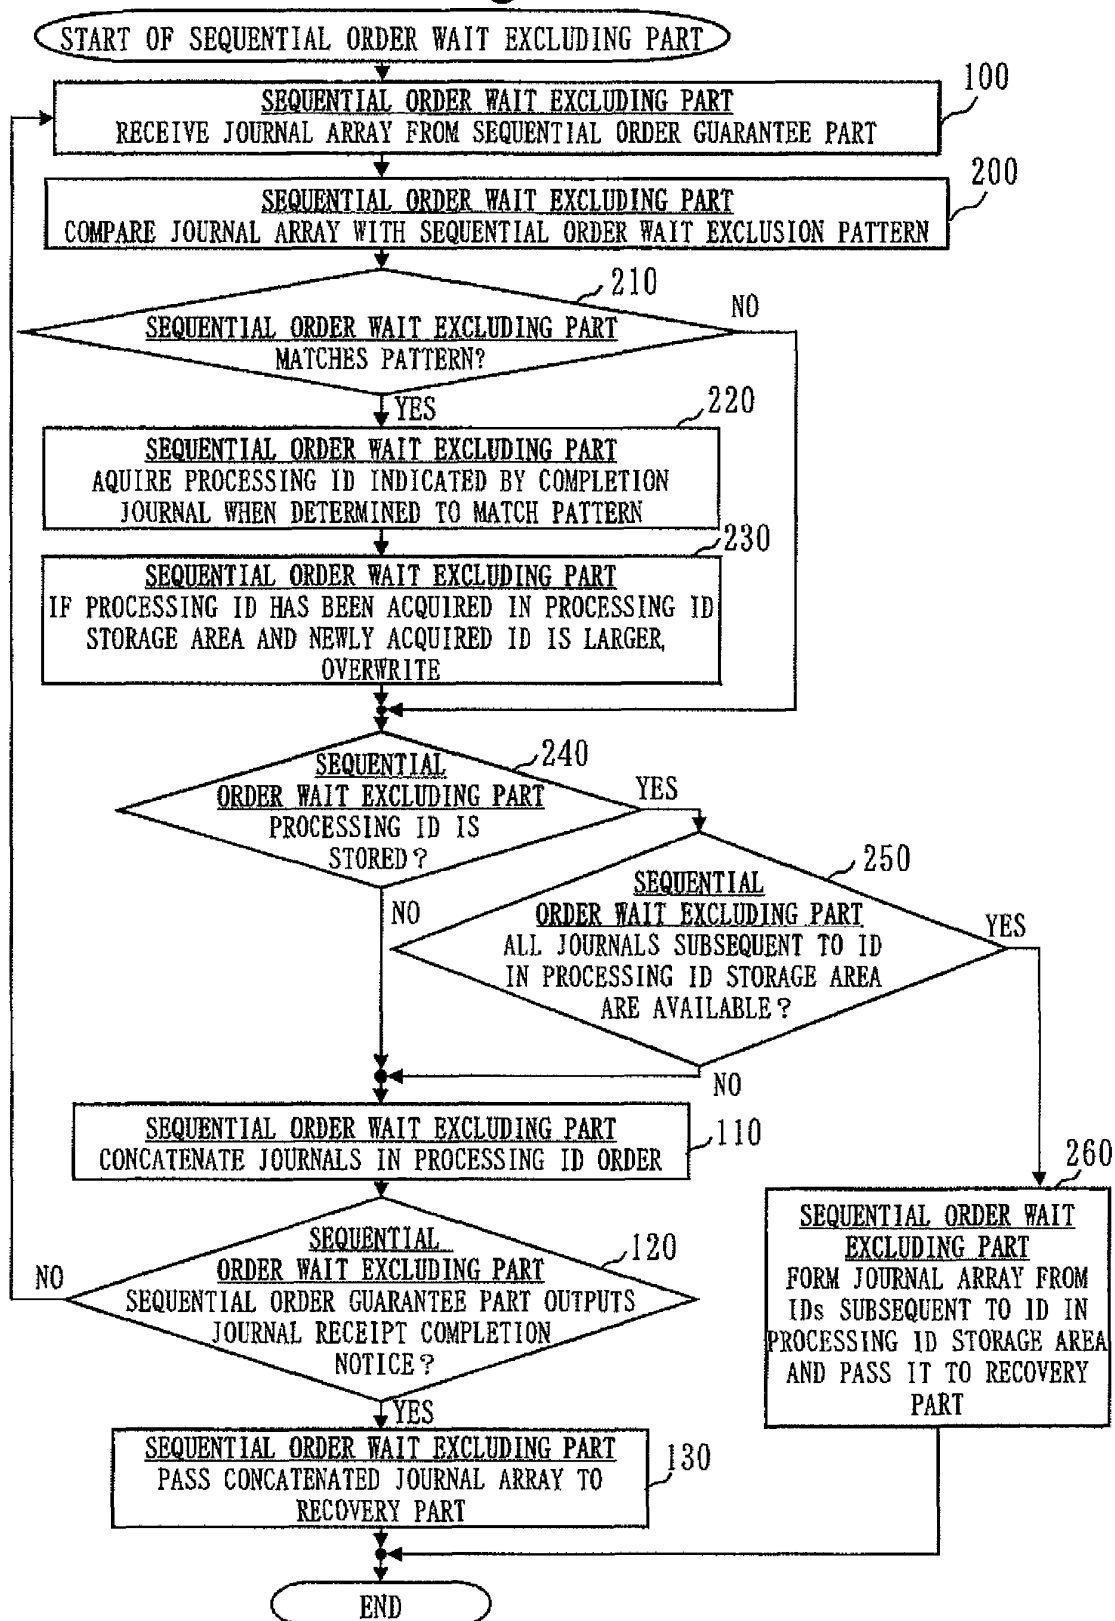 START OF SEQUENTIAL ORDER WAIT EXCLUDING PART
100
SEQUENTIAL ORDER WAIT EXCLUDING PART
RECEIVE JOURNAL ARRAY FROM SEQUENTIAL ORDER GUARANTEE PART
200
SEQUENTIAL ORDER WAIT EXCLUDING PART
COMPARE JOURNAL ARRAY WITH SEQUENTIAL ORDER WAIT EXCLUSION PATTERN
210
NO
SEQUENTIAL ORDER WAIT EXCLUDING PART
MATCHES PATTERN?
YES
220
SEQUENTIAL ORDER WAIT EXCLUDING PART
AQUIRE PROCESSING ID INDICATED BY COMPLETION
JOURNAL WHEN DETERMINED TO MATCH PATTERN
230
SEQUENTIAL ORDER WAIT EXCLUDING PART
IF PROCESSING ID HAS BEEN ACQUIRED IN PROCESSING ID
STORAGE AREA AND NEWLY ACQUIRED ID IS LARGER,
OVERWRITE
240
SEQUENTIAL
ORDER WAIT EXCLUDING PART
PROCESSING ID IS
STORED?
YES
NO
250
SEQUENTIAL
ORDER WAIT EXCLUDING PART
ALL JOURNALS SUBSEQUENT TO ID
IN PROCESSING ID STORAGE AREA
ARE AVAILABLE?
YES
NO
110
SEQUENTIAL ORDER WAIT EXCLUDING PART
CONCATENATE JOURNALS IN PROCESSING ID ORDER
120
SEQUENTIAL
ORDER WAIT EXCLUDING PART
SEQUENTIAL ORDER GUARANTEE PART OUTPUTS
JOURNAL RECEIPT COMPLETION
NOTICE?
NO
YES
260
SEQUENTIAL ORDER WAIT
EXCLUDING PART
FORM JOURNAL ARRAY FROM
IDs SUBSEQUENT TO ID IN
PROCESSING ID STORAGE AREA
AND PASS IT TO RECOVERY
PART
130
SEQUENTIAL ORDER WAIT EXCLUDING PART
PASS CONCATENATED JOURNAL ARRAY TO
RECOVERY PART
END